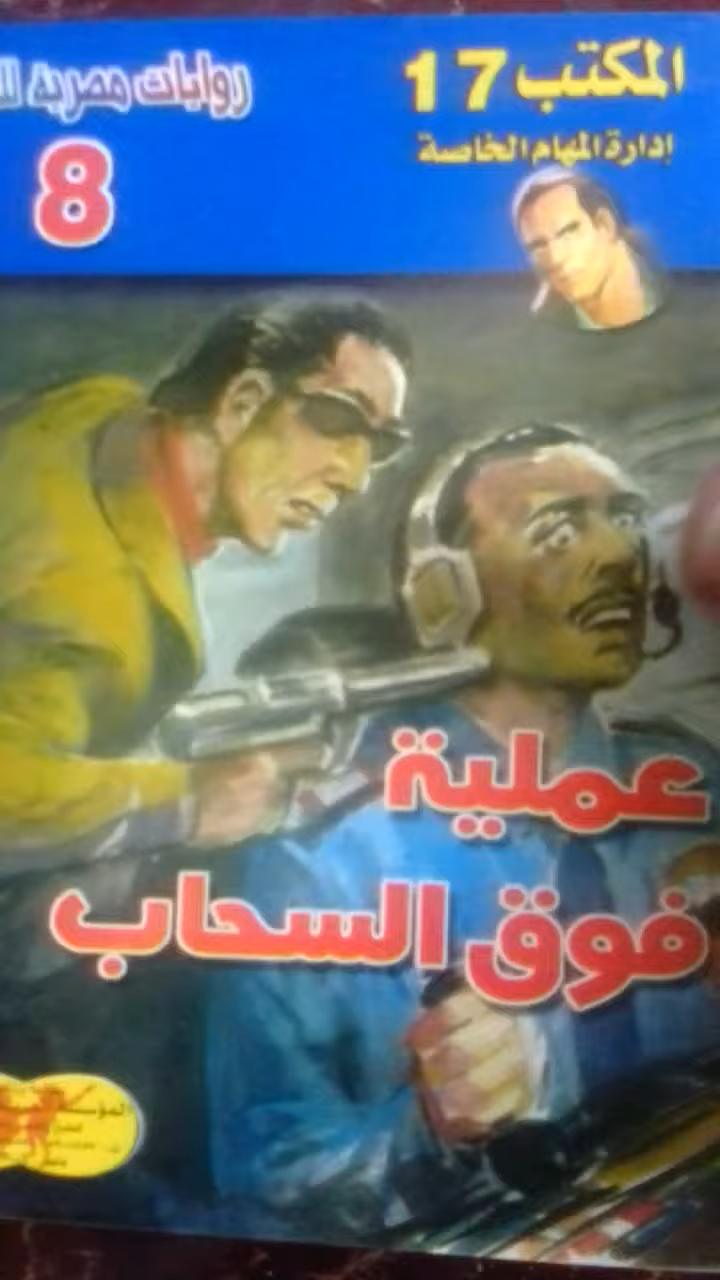 المكتب 17
إدارة المهام الخاصة
روايات مصرية
8
عملية
فوق السحاب